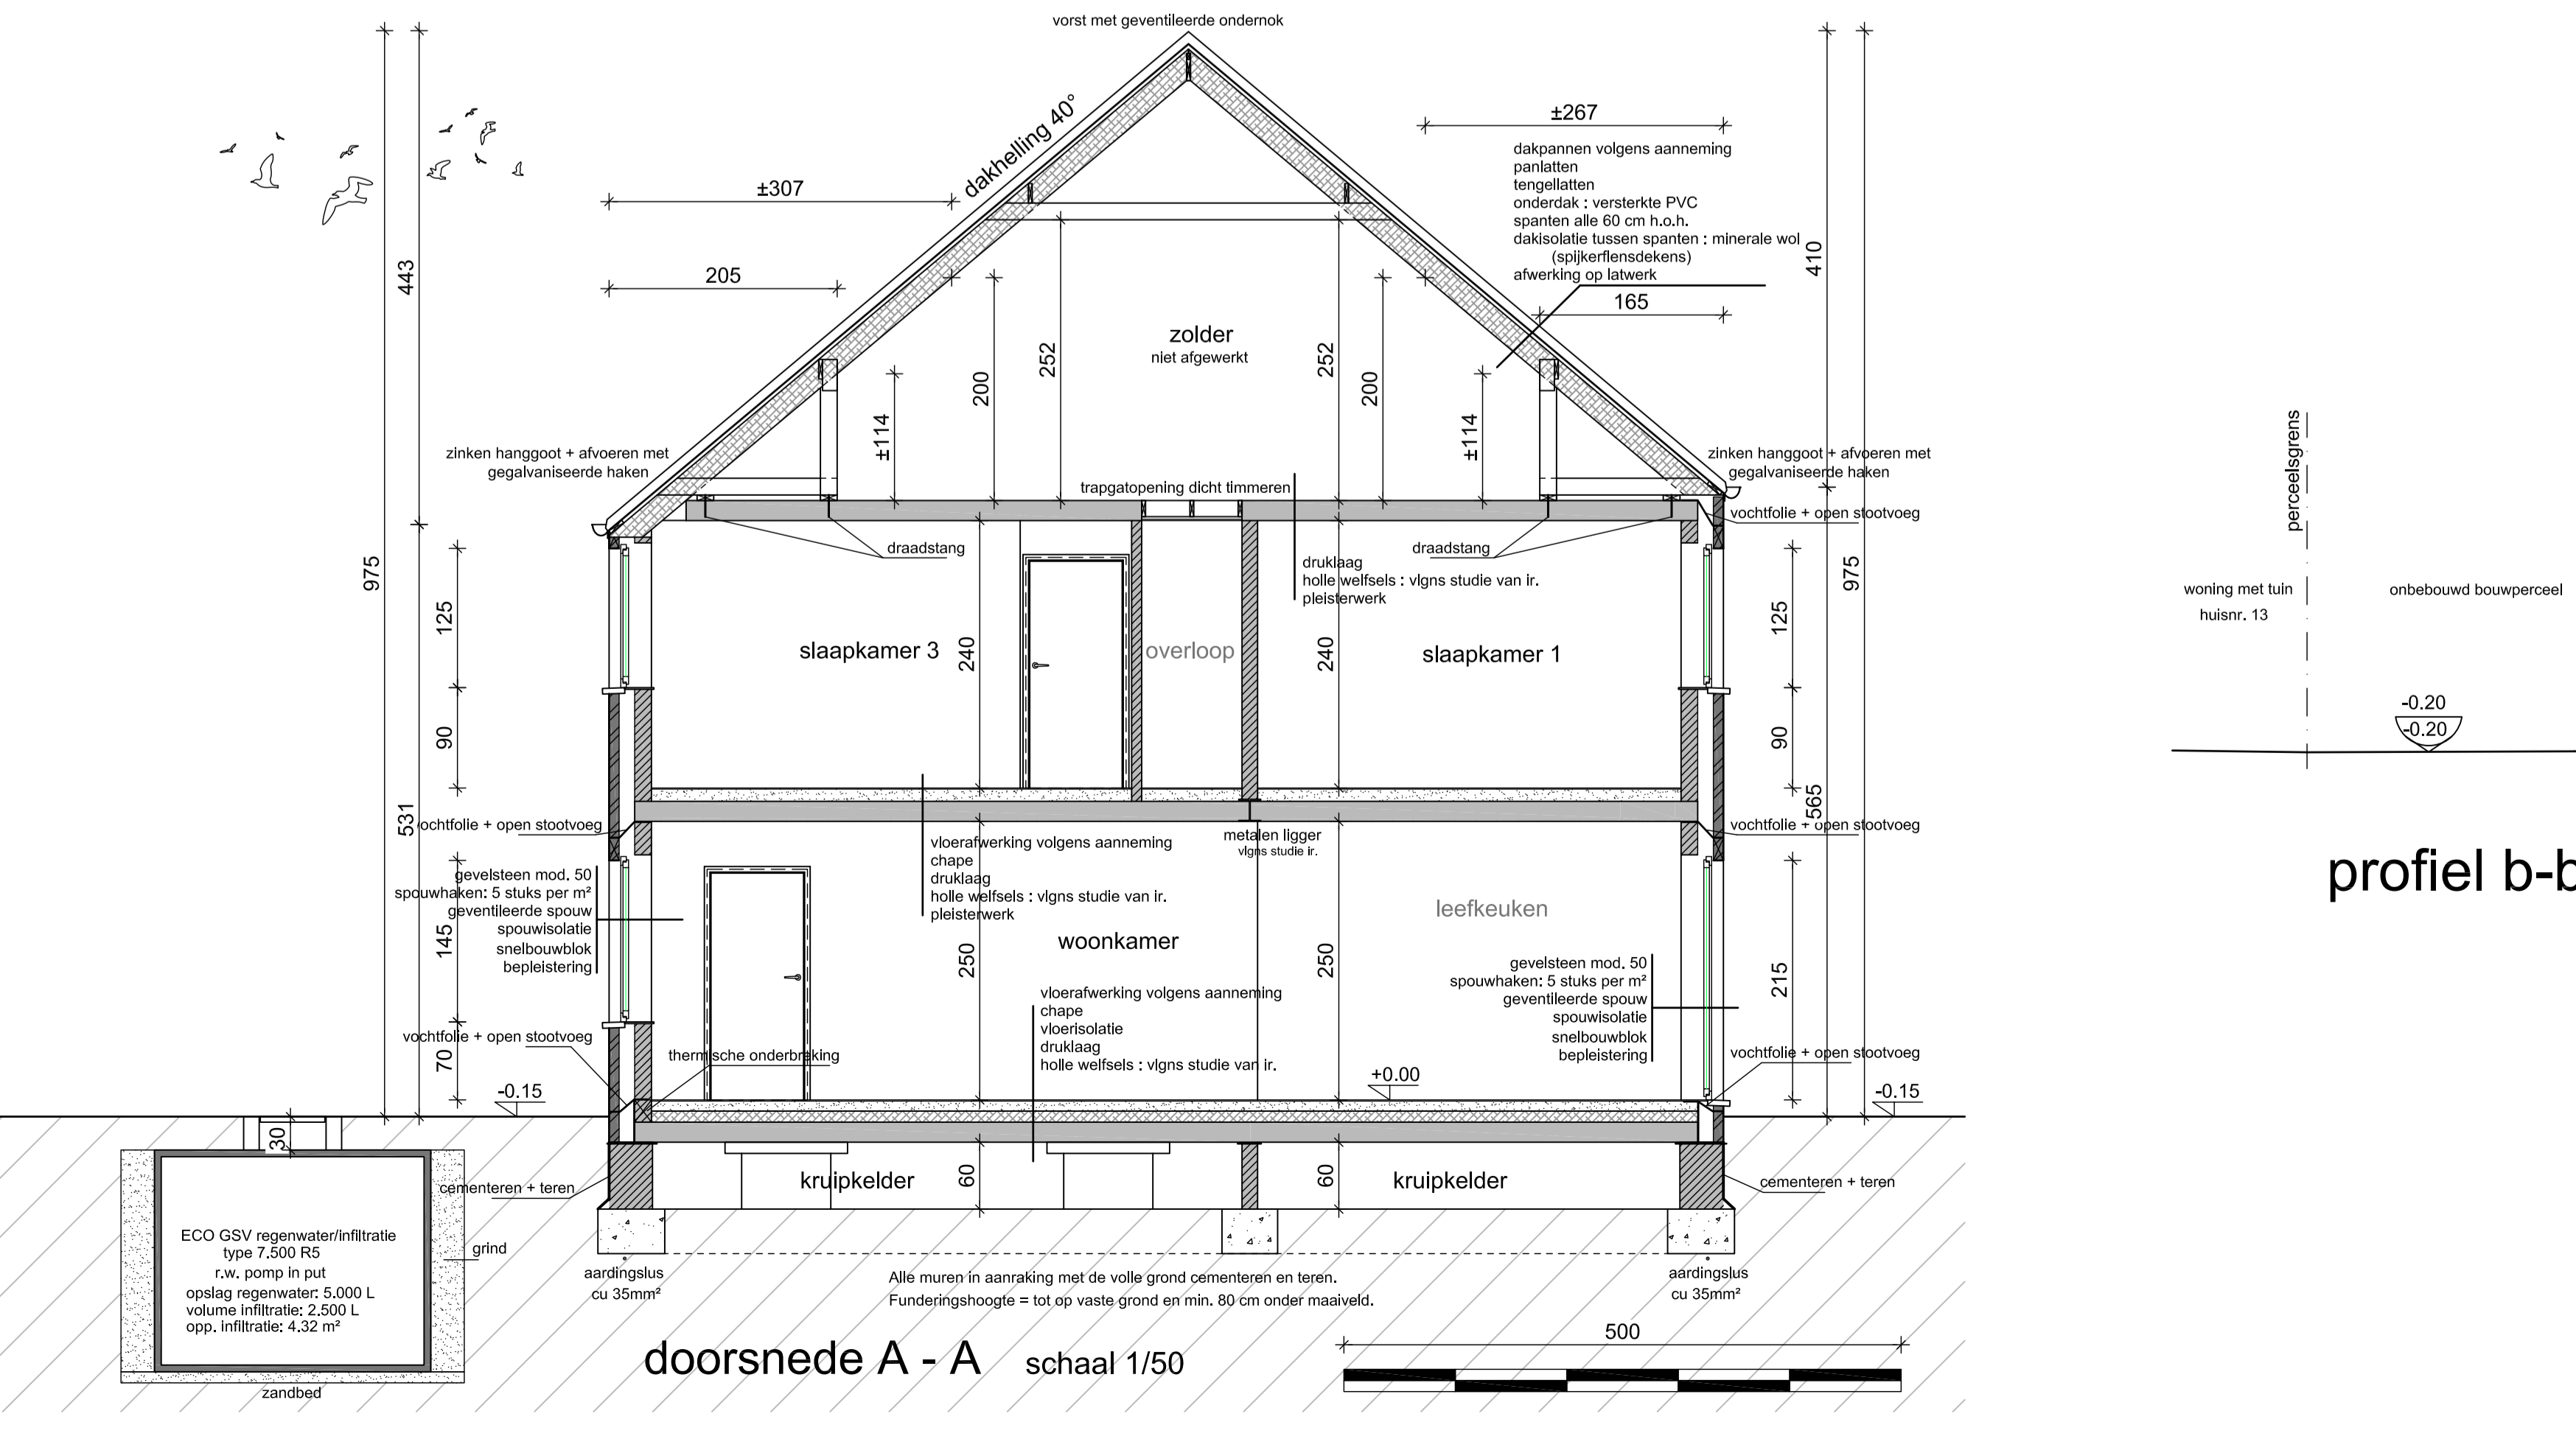 vorst met geventileerde ondernok
dakhelling 40°
±307
205
±267
dakpannen volgens aanneming
panlatten
tengellatten
onderdak : versterkte PVC
spanten alle 60 cm h.o.h.
dakisolatie tussen spanten : minerale wol
(spijkerflensdekens)
afwerking op latwerk
165
443
410
975
531
975
565
zolder
niet afgewerkt
±114
200
252
252
200
±114
zinken hanggoot + afvoeren met
gegalvaniseerde haken
zinken hanggoot + afvoeren met
gegalvaniseerde haken
trapgatopening dicht timmeren
vochtfolie + open stootvoeg
draadstang
draadstang
druklaag
holle welfsels : vlgns studie van ir.
pleisterwerk
125
90
145
70
125
90
215
slaapkamer 3
240
overloop
240
slaapkamer 1
vochtfolie + open stootvoeg
vochtfolie + open stootvoeg
metalen ligger
vlgns studie ir.
vloerafwerking volgens aanneming
chape
druklaag
holle welfsels : vlgns studie van ir.
pleisterwerk
gevelsteen mod. 50
spouwhaken: 5 stuks per m²
geventileerde spouw
spouwisolatie
snelbouwblok
bepleistering
leefkeuken
woonkamer
250
250
gevelsteen mod. 50
spouwhaken: 5 stuks per m²
geventileerde spouw
spouwisolatie
snelbouwblok
bepleistering
vloerafwerking volgens aanneming
chape
vloerisolatie
druklaag
holle welfsels : vlgns studie van ir.
vochtfolie + open stootvoeg
thermische onderbreking
vochtfolie + open stootvoeg
+0.00
-0.15
-0.15
30
kruipkelder
60
60
kruipkelder
cementeren + teren
cementeren + teren
ECO GSV regenwater/infiltratie
type 7.500 R5
r.w. pomp in put
opslag regenwater: 5.000 L
volume infiltratie: 2.500 L
opp. infiltratie: 4.32 m²
grind
zandbed
aardingslus
cu 35mm²
aardingslus
cu 35mm²
Alle muren in aanraking met de volle grond cementeren en teren.
Funderingshoogte = tot op vaste grond en min. 80 cm onder maaiveld.
doorsnede A - A schaal 1/50
500
perceelsgrens
woning met tuin
huisnr. 13
onbebouwd bouwperceel
-0.20
-0.20
profiel b-b